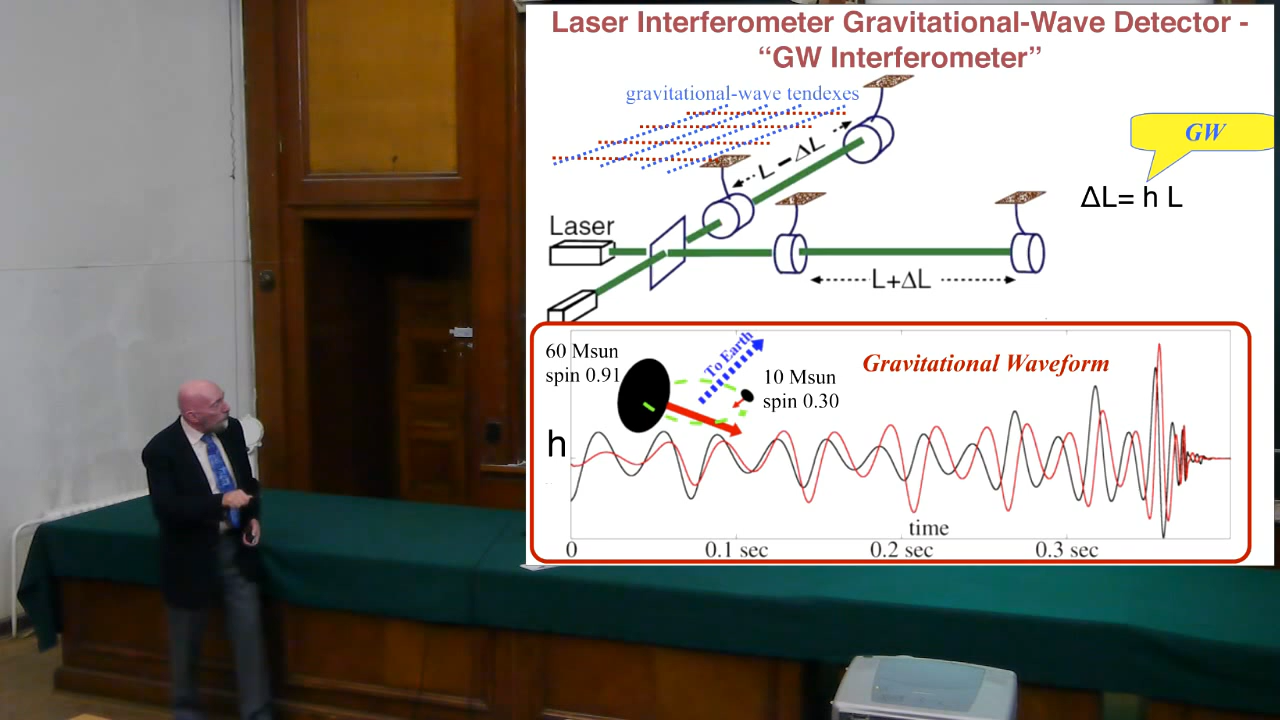 Laser Interferometer Gravitational-Wave Detector -
“GW Interferometer”
gravitational-wave tendexes
GW
L - ΔL
ΔL= h L
Laser
L+ΔL
60 Msun
spin 0.91
To Earth
10 Msun
spin 0.30
Gravitational Waveform
h
time
0 0.1 sec 0.2 sec 0.3 sec